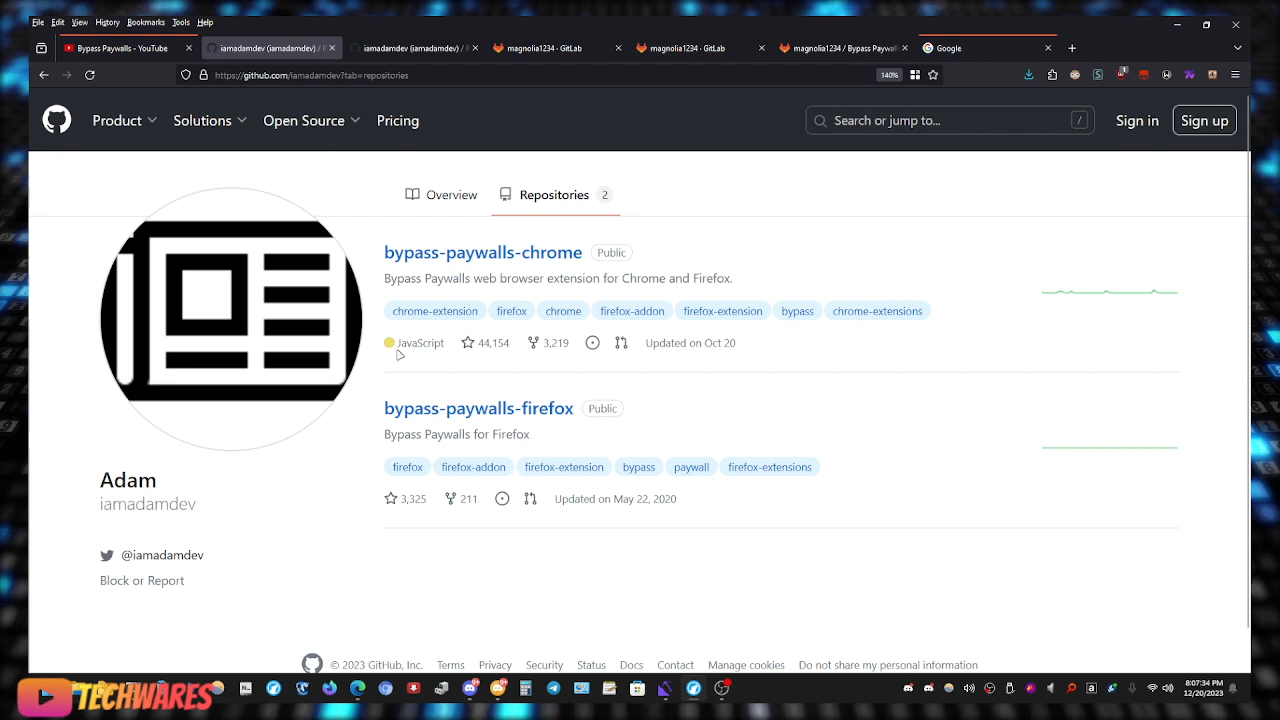 File Edit View History Bookmarks Tools Help
Bypass Paywalls - YouTube
iamadamdev (iamadamdev) / R
iamadamdev (iamadamdev) / R
magnolia1234 · GitLab
magnolia1234 · GitLab
magnolia1234 / Bypass Paywal
Google
https://github.com/iamadamdev?tab=repositories
140%
1
Product
Solutions
Open Source
Pricing
Search or jump to...
/
Sign in
Sign up
Overview
Repositories 2
bypass-paywalls-chrome Public
Bypass Paywalls web browser extension for Chrome and Firefox.
chrome-extension firefox chrome firefox-addon firefox-extension bypass chrome-extensions
JavaScript 44,154 3,219 Updated on Oct 20
bypass-paywalls-firefox Public
Bypass Paywalls for Firefox
firefox firefox-addon firefox-extension bypass paywall firefox-extensions
3,325 211 Updated on May 22, 2020
Adam
iamadamdev
@iamadamdev
Block or Report
© 2023 GitHub, Inc. Terms Privacy Security Status Docs Contact Manage cookies Do not share my personal information
8:07:34 PM
12/20/2023
TECHWARES